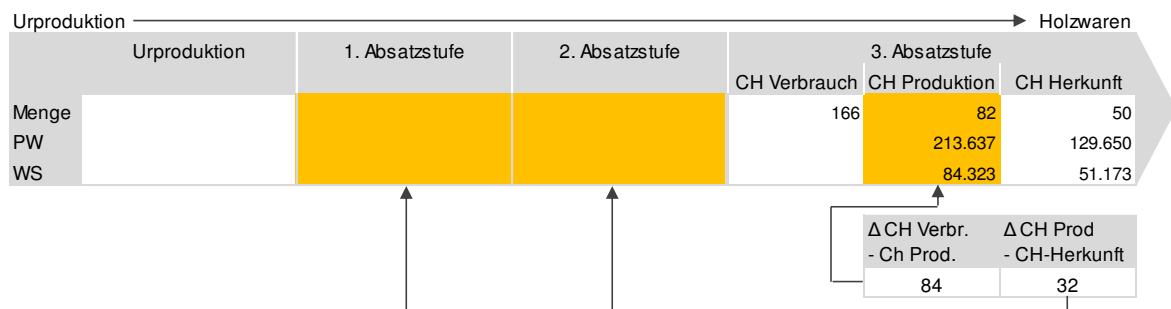 Urproduktion Holzwaren
Urproduktion 1. Absatzstufe 2. Absatzstufe 3. Absatzstufe
CH Verbrauch CH Produktion CH Herkunft
Menge 166 82 50
PW 213.637 129.650
WS 84.323 51.173
Δ CH Verbr. Δ CH Prod
- Ch Prod. - CH-Herkunft
84 32